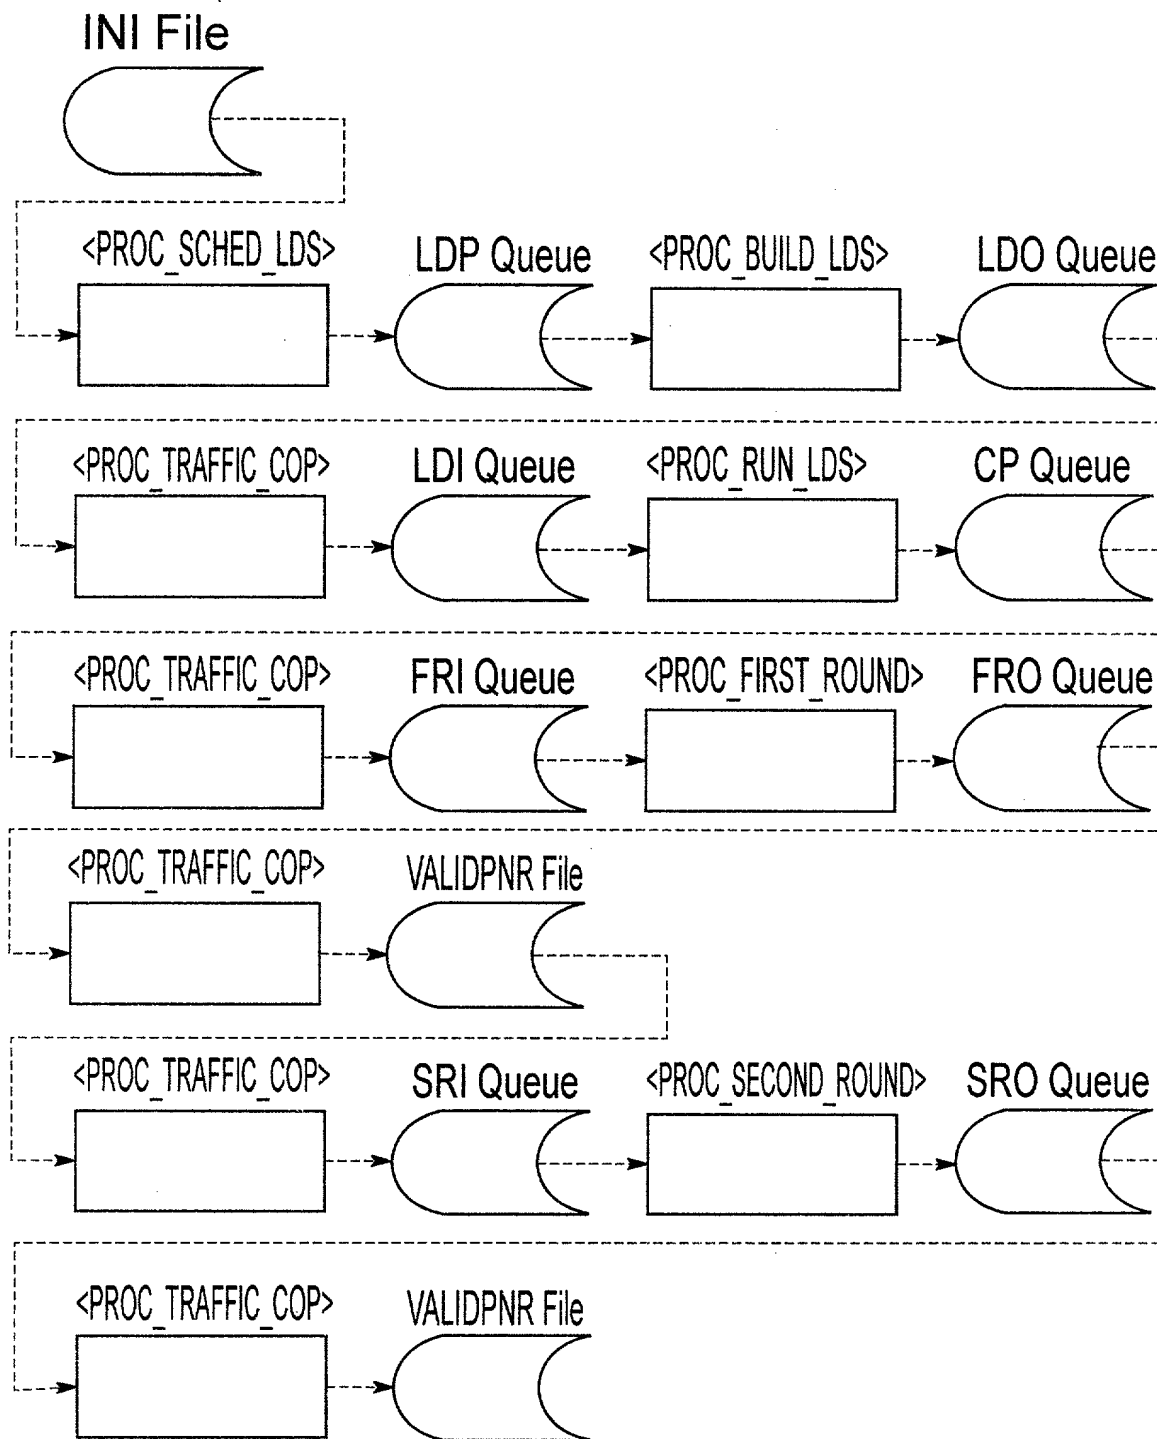 INI File
<PROC_SCHED_LDS> LDP Queue <PROC_BUILD_LDS> LDO Queue
<PROC_TRAFFIC_COP> LDI Queue <PROC_RUN_LDS> CP Queue
<PROC_TRAFFIC_COP> FRI Queue <PROC_FIRST_ROUND> FRO Queue
<PROC_TRAFFIC_COP> VALIDPNR File
<PROC_TRAFFIC_COP> SRI Queue <PROC_SECOND_ROUND> SRO Queue
<PROC_TRAFFIC_COP> VALIDPNR File